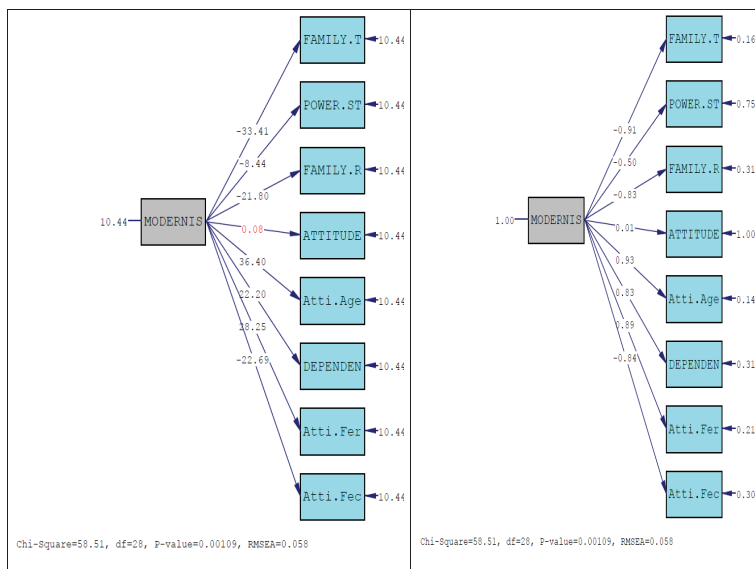 FAMILY.T
10.44
POWER.ST
10.44
-33.41
-8.44
FAMILY.R
10.44
-21.80
10.44
MODERNIS
0.08
ATTITUDE
10.44
36.40
Atti.Age
10.44
22.20
28.25
DEPENDEN
10.44
-22.69
Atti.Fer
10.44
Atti.Fec
10.44
Chi-Square=58.51, df=28, P-value=0.00109, RMSEA=0.058
FAMILY.T
0.16
POWER.ST
0.75
-0.91
-0.50
FAMILY.R
0.31
-0.83
1.00
MODERNIS
0.01
ATTITUDE
1.00
0.93
Atti.Age
0.14
0.83
0.89
DEPENDEN
0.31
-0.84
Atti.Fer
0.21
Atti.Fec
0.30
Chi-Square=58.51, df=28, P-value=0.00109, RMSEA=0.058